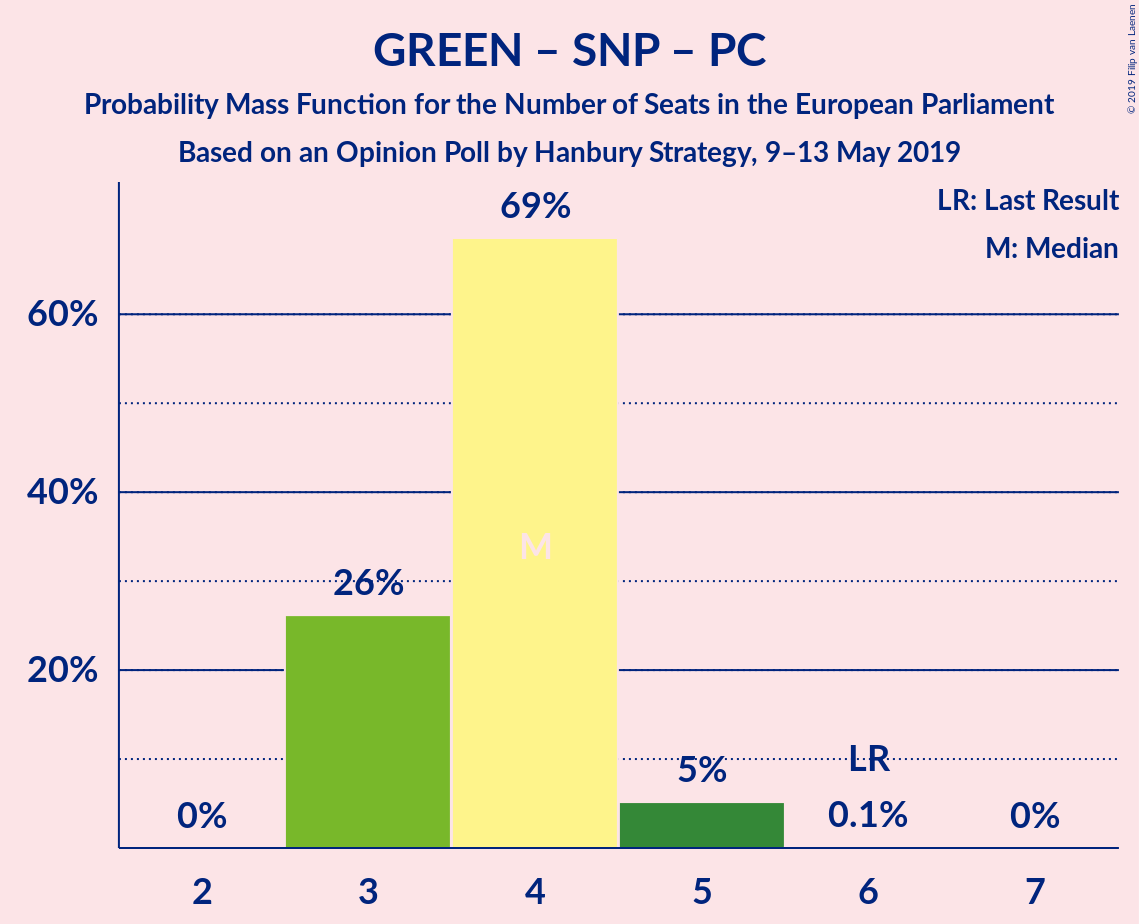 GREEN – SNP – PC
Probability Mass Function for the Number of Seats in the European Parliament
Based on an Opinion Poll by Hanbury Strategy, 9–13 May 2019
© 2019 Filip van Laenen
LR: Last Result
M: Median
69%
60%
40%
M
26%
20%
LR
5%
0%
0.1%
0%
2 3 4 5 6 7